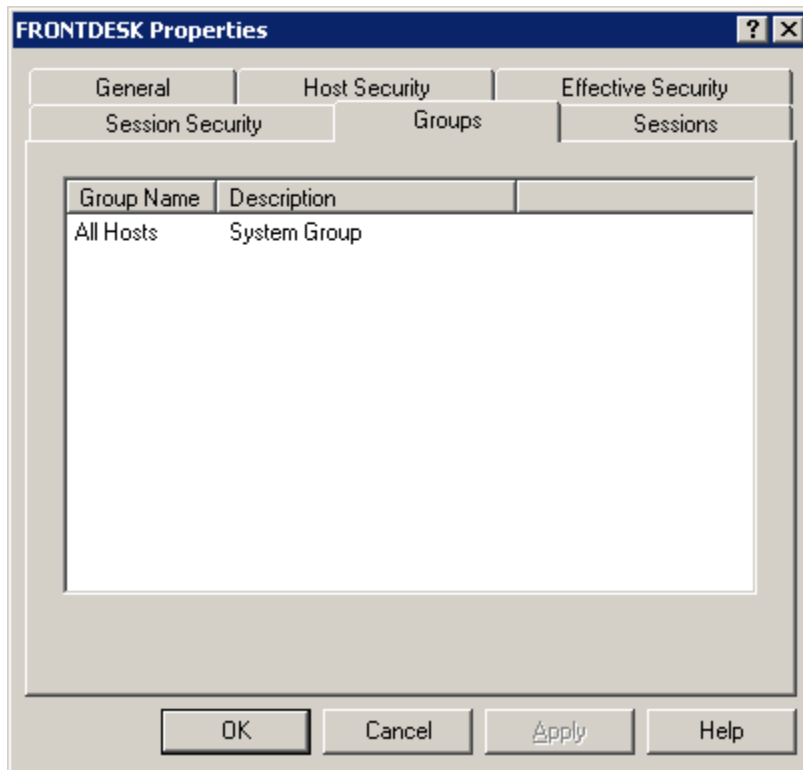 FRONTDESK Properties
General Host Security Effective Security
Session Security Groups Sessions
Group Name Description
All Hosts System Group
OK Cancel Apply Help